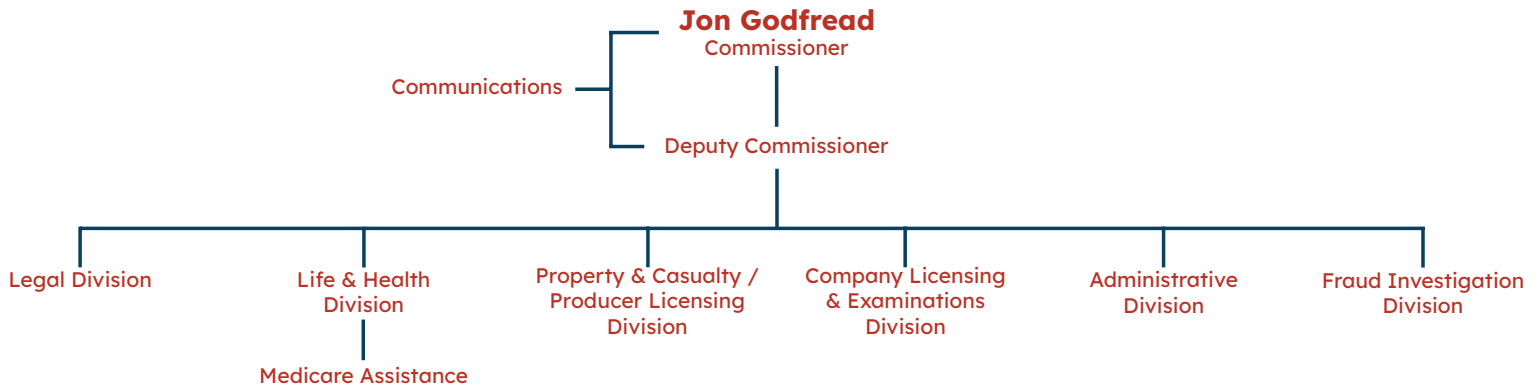 Jon Godfread
Commissioner
Communications
Deputy Commissioner
Legal Division
Life & Health
Division
Property & Casualty /
Producer Licensing
Division
Company Licensing
& Examinations
Division
Administrative
Division
Fraud Investigation
Division
Medicare Assistance